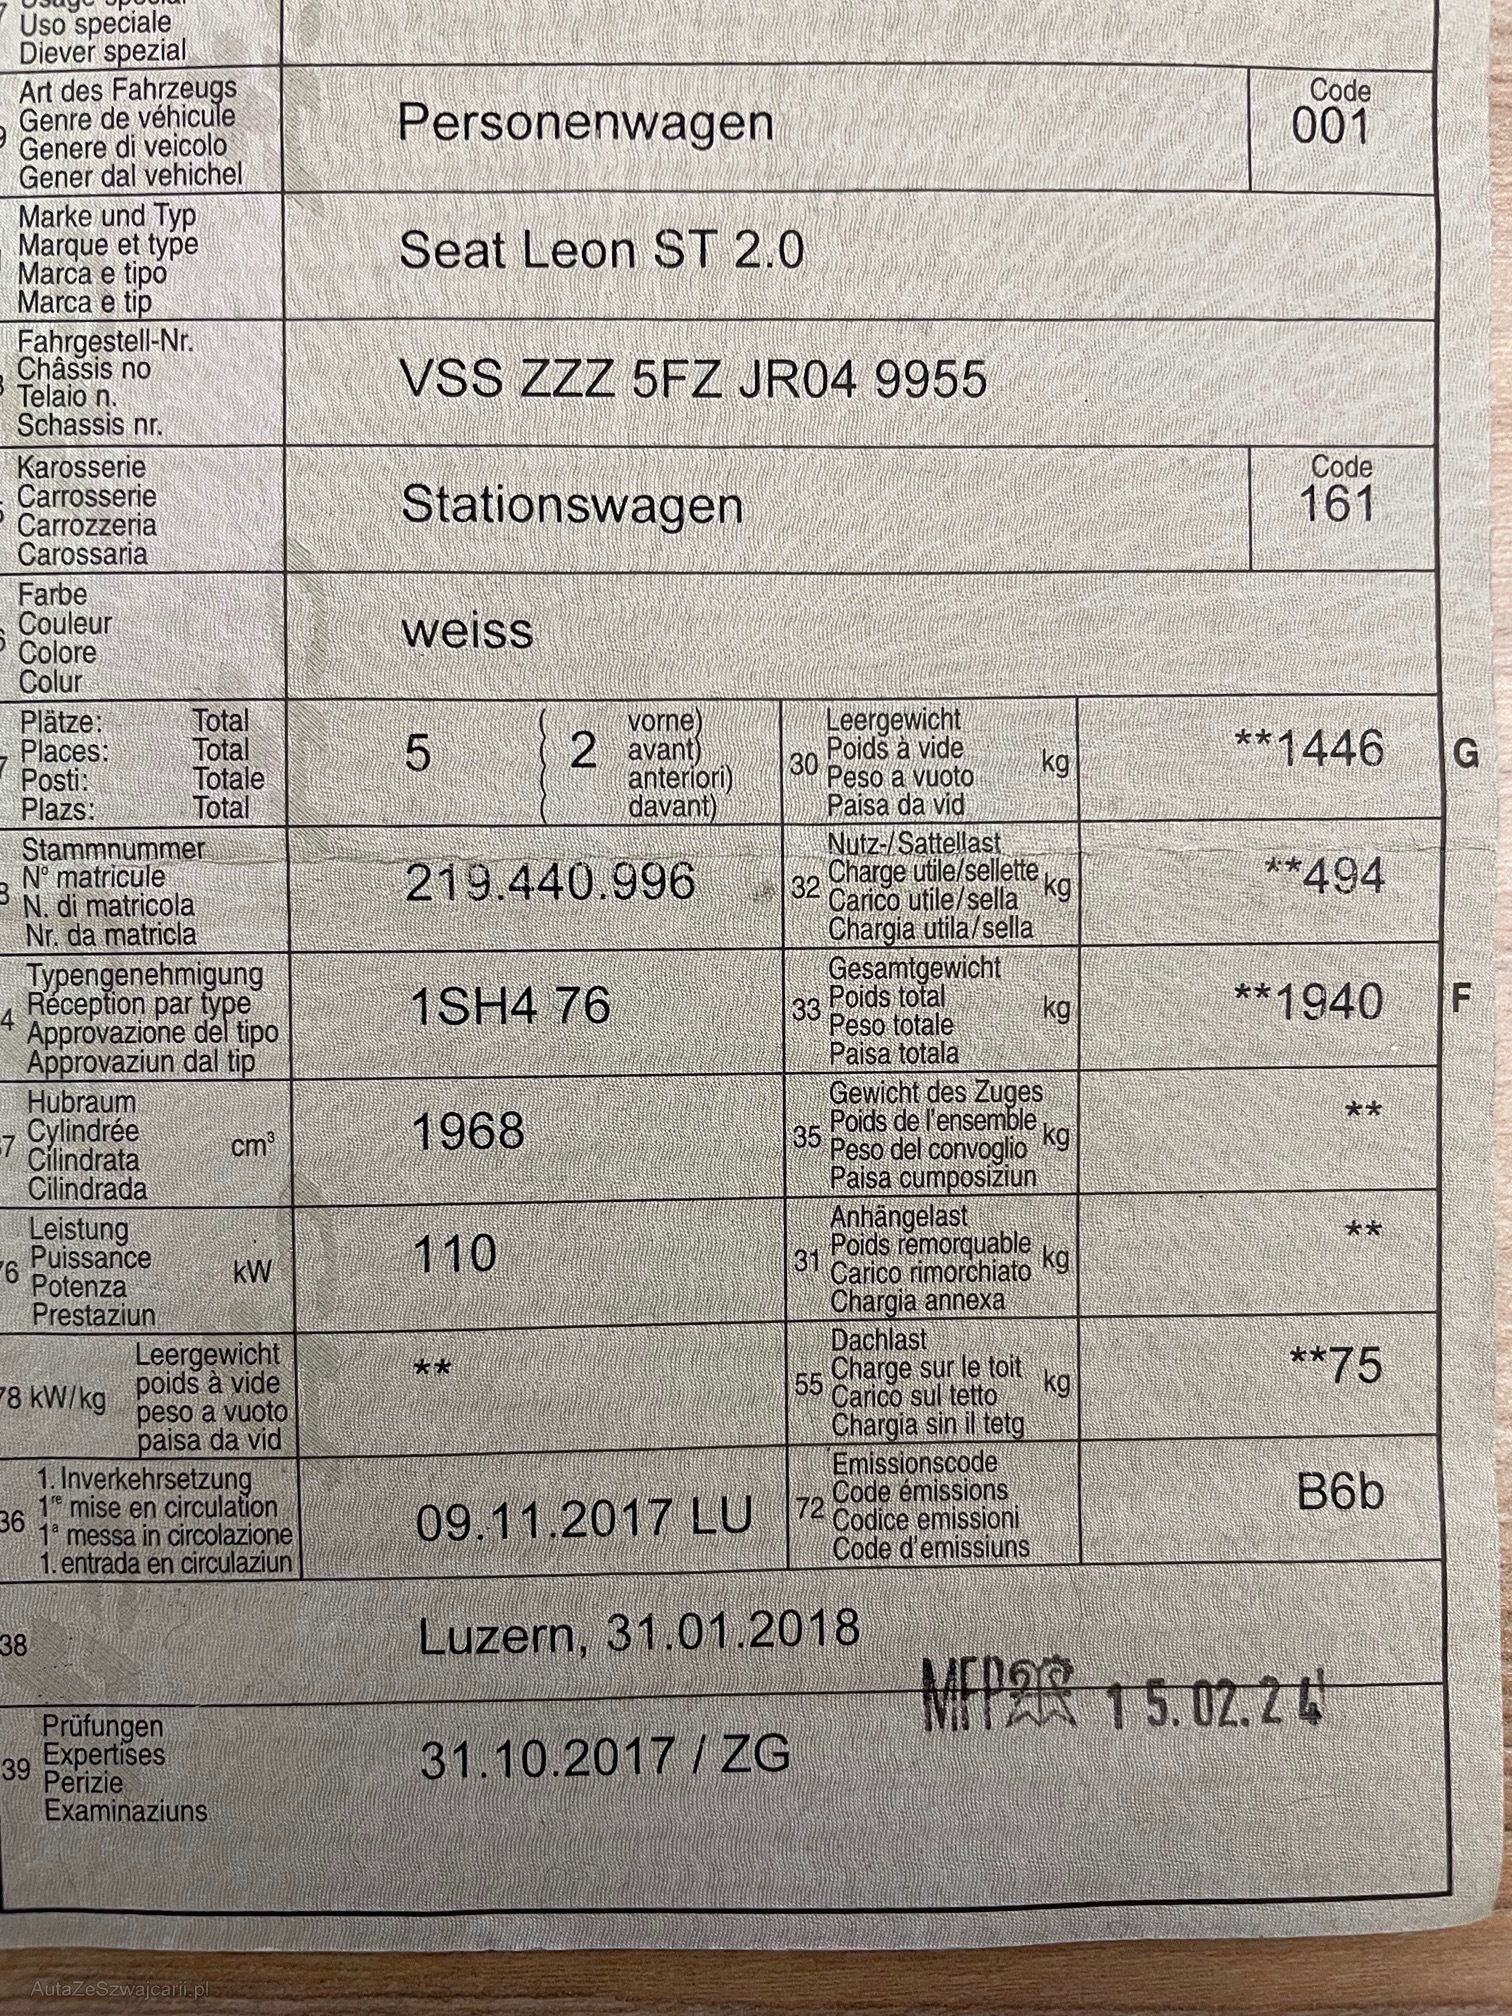 Uso speciale
Diever spezial
Art des Fahrzeugs
Genre de véhicule
Genere di veicolo
Gener dal vehichel
Personenwagen
Code
001
Marke und Typ
Marque et type
Marca e tipo
Marca e tip
Seat Leon ST 2.0
Fahrgestell-Nr.
Châssis no
Telaio n.
Schassis nr.
VSS ZZZ 5FZ JR04 9955
Karosserie
Carrosserie
Carrozzeria
Carossaria
Stationswagen
Code
161
Farbe
Couleur
Colore
Colur
weiss
Plätze: Total
Places: Total
Posti: Totale
Plazs: Total
5 ( 2
vorne)
avant)
anteriori)
davant)
30
Leergewicht
Poids à vide
Peso a vuoto
Paisa da vid
kg
**1446
G
Stammnummer
N° matricule
N. di matricola
Nr. da matricla
219.440.996
32
Nutz-/Sattellast
Charge utile/sellette
Carico utile/sella
Chargia utila/sella
kg
**494
Typengenehmigung
Réception par type
Approvazione del tipo
Approvaziun dal tip
1SH4 76
33
Gesamtgewicht
Poids total
Peso totale
Paisa totala
kg
**1940
F
Hubraum
Cylindrée
Cilindrata
Cilindrada
cm³
1968
35
Gewicht des Zuges
Poids de l'ensemble
Peso del convoglio
Paisa cumposiziun
kg
**
Leistung
Puissance
Potenza
Prestaziun
kW
110
31
Anhängelast
Poids remorquable
Carico rimorchiato
Chargia annexa
kg
**
78 kW/kg
Leergewicht
poids à vide
peso a vuoto
paisa da vid
**
55
Dachlast
Charge sur le toit
Carico sul tetto
Chargia sin il tetg
kg
**75
36
1. Inverkehrsetzung
1re mise en circulation
1a messa in circolazione
1. entrada en circulaziun
09.11.2017 LU
72
Emissionscode
Code émissions
Codice emissioni
Code d'emissiuns
B6b
38
Luzern, 31.01.2018
MFP 15.02.24
39
Prüfungen
Expertises
Perizie
Examinaziuns
31.10.2017 / ZG
AutaZeSzwajcarii.pl